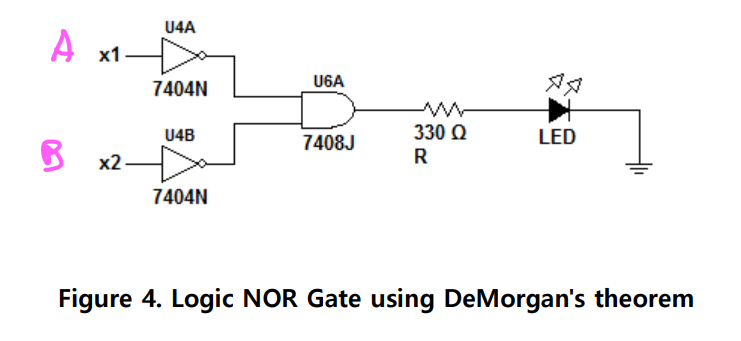 U4A
A
x1
7404N
U6A
7408J
330 Ω
R
LED
U4B
B
x2
7404N
Figure 4. Logic NOR Gate using DeMorgan's theorem